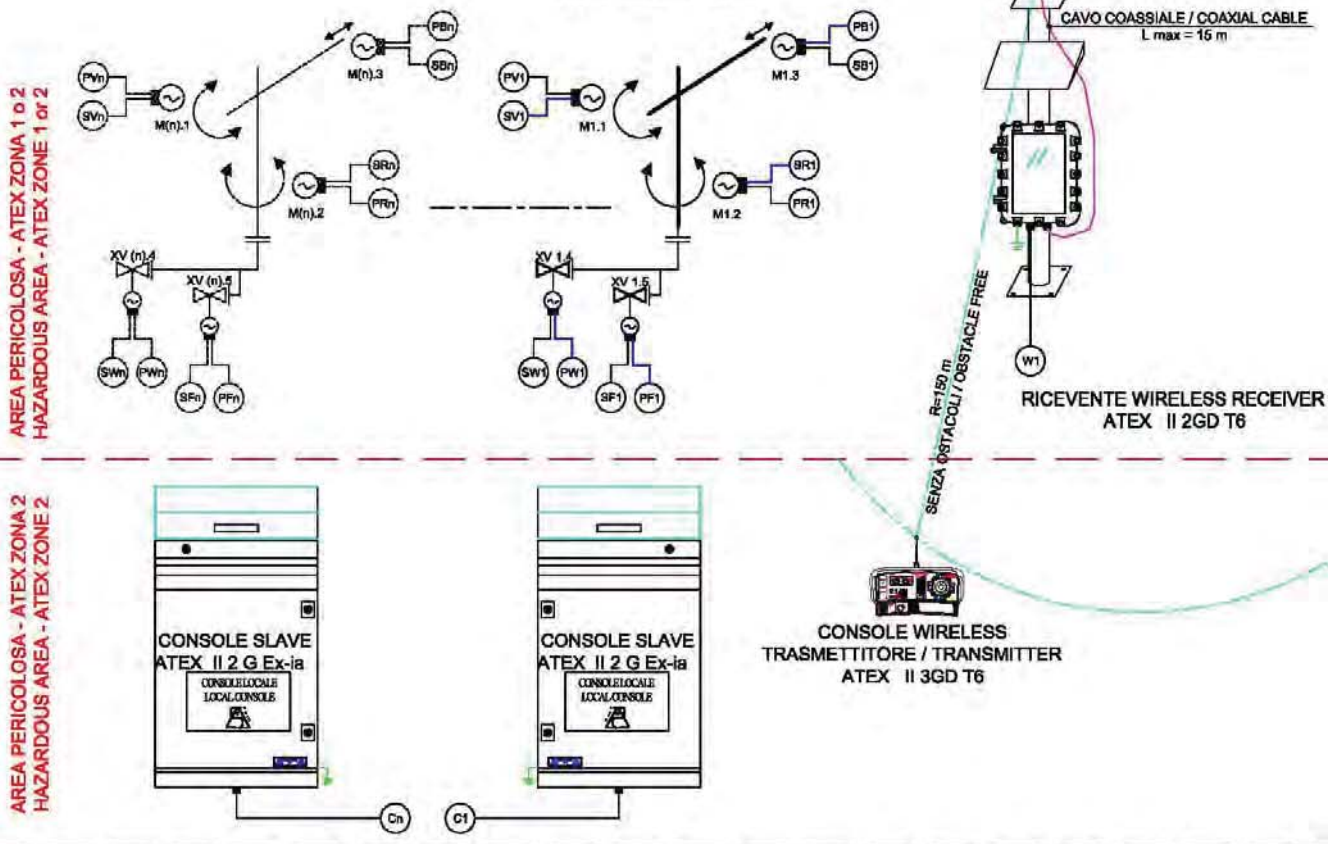 AREA PERICOLOSA - ATEX ZONA 1 o 2
HAZARDOUS AREA - ATEX ZONE 1 or 2
PVn
SVn
M(n).1
PBn
SBn
M(n).3
SRn
PRn
M(n).2
XV (n).4
XV (n).5
SWn
PWn
SFn
PFn
PV1
SV1
M1.1
PB1
SB1
M1.3
SR1
PR1
M1.2
XV 1.4
XV 1.5
SW1
PW1
SF1
PF1
CAVO COASSIALE / COAXIAL CABLE
L max = 15 m
W1
RICEVENTE WIRELESS RECEIVER
ATEX II 2GD T6
R=150 m
SENZA OSTACOLI / OBSTACLE FREE
AREA PERICOLOSA - ATEX ZONA 2
HAZARDOUS AREA - ATEX ZONE 2
CONSOLE SLAVE
ATEX II 2 G Ex-ia
CONSOLE LOCALE
LOCAL CONSOLE
Cn
CONSOLE SLAVE
ATEX II 2 G Ex-ia
CONSOLE LOCALE
LOCAL CONSOLE
C1
CONSOLE WIRELESS
TRASMETTITORE / TRANSMITTER
ATEX II 3GD T6